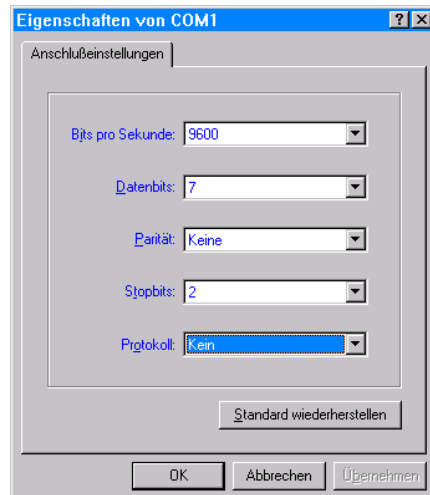 Eigenschaften von COM1
Anschlußeinstellungen
Bits pro Sekunde: 9600
Datenbits: 7
Parität: Keine
Stopbits: 2
Protokoll: Kein
Standard wiederherstellen
OK Abbrechen Übernehmen